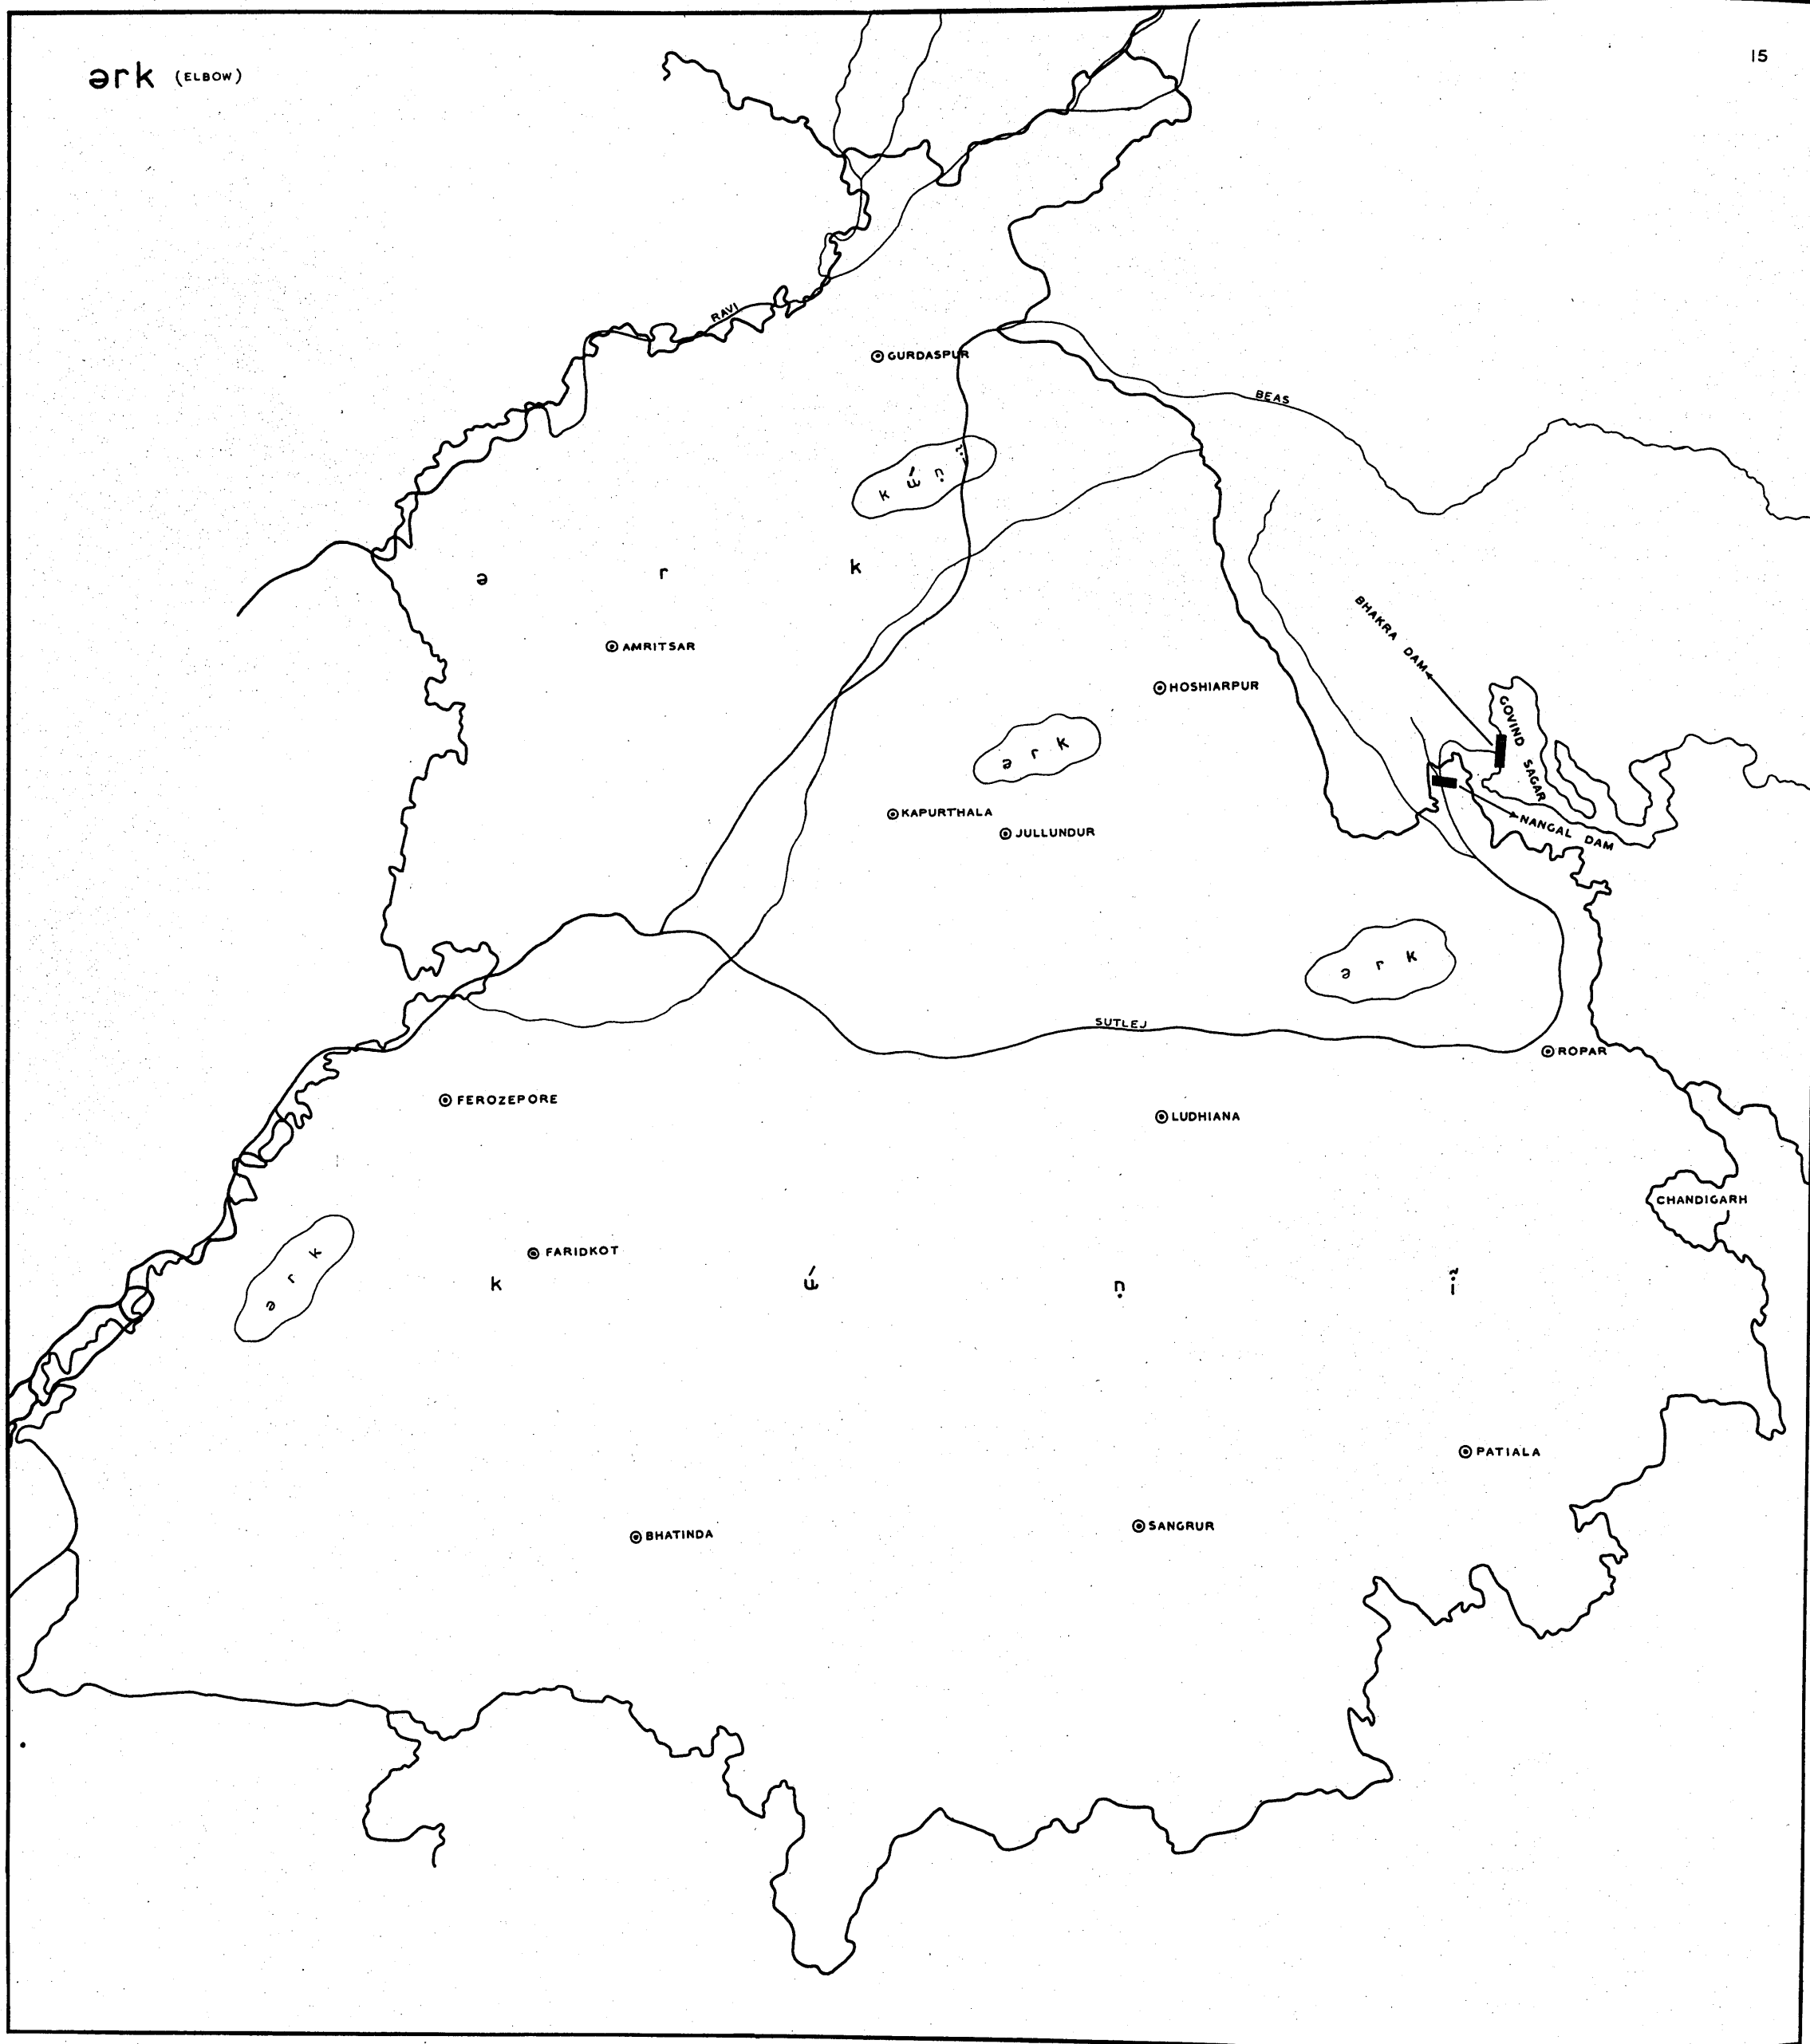 ərk (ELBOW)
15
RAVI
GURDASPUR
BEAS
k ɯ́ ṇ ĩ
ə r k
AMRITSAR
BHAKRA DAM
HOSHIARPUR
GOVIND SAGAR
ə r k
KAPURTHALA
JULLUNDUR
NANGAL DAM
ə r k
SUTLEJ
ROPAR
FEROZEPORE
LUDHIANA
CHANDIGARH
ə r k
FARIDKOT
k ɯ́ ṇ ĩ
PATIALA
BHATINDA
SANGRUR